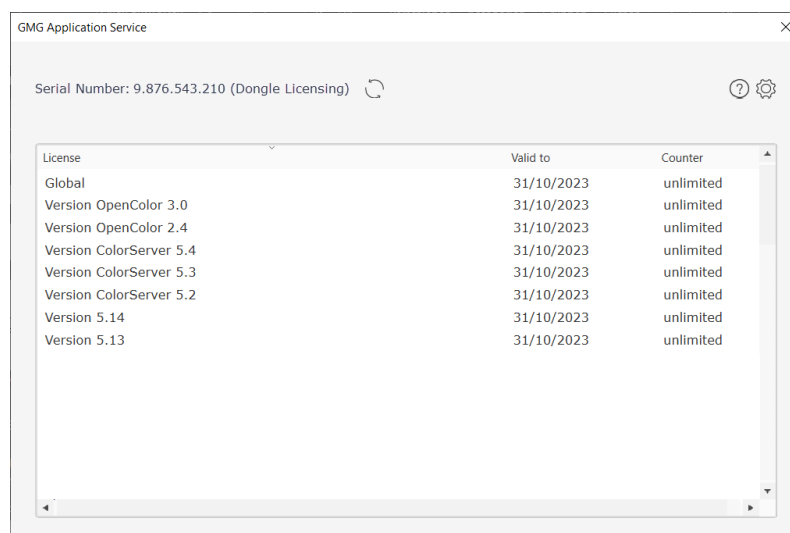 GMG Application Service
Serial Number: 9.876.543.210 (Dongle Licensing)
License Valid to Counter
Global 31/10/2023 unlimited
Version OpenColor 3.0 31/10/2023 unlimited
Version OpenColor 2.4 31/10/2023 unlimited
Version ColorServer 5.4 31/10/2023 unlimited
Version ColorServer 5.3 31/10/2023 unlimited
Version ColorServer 5.2 31/10/2023 unlimited
Version 5.14 31/10/2023 unlimited
Version 5.13 31/10/2023 unlimited